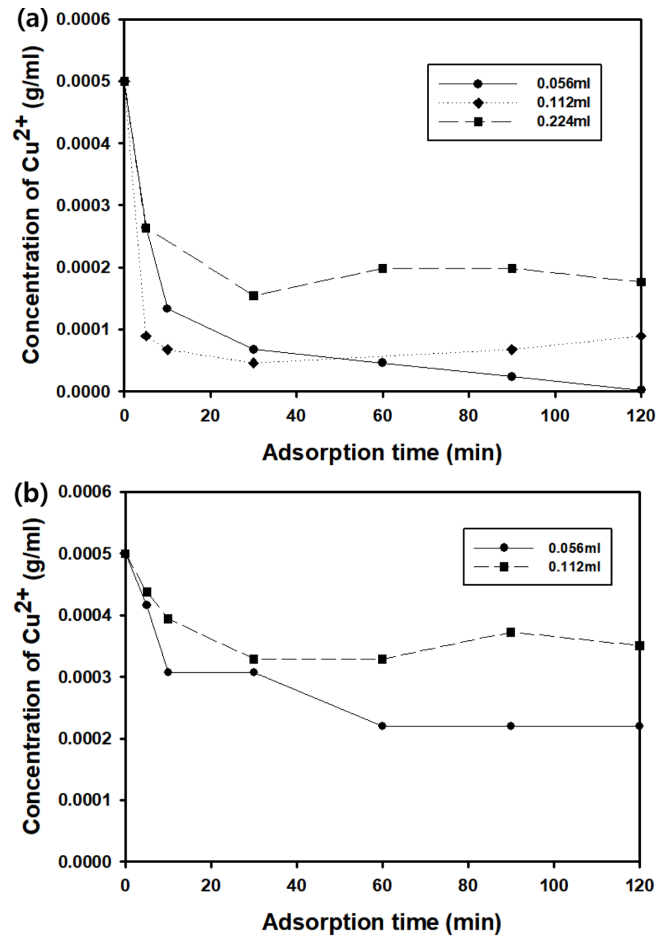 (a)
0.0006
0.0005
0.0004
0.0003
0.0002
0.0001
0.0000
Concentration of Cu2+ (g/ml)
0.056ml
0.112ml
0.224ml
0 20 40 60 80 100 120
Adsorption time (min)
(b)
0.0006
0.0005
0.0004
0.0003
0.0002
0.0001
0.0000
Concentration of Cu2+ (g/ml)
0.056ml
0.112ml
0 20 40 60 80 100 120
Adsorption time (min)